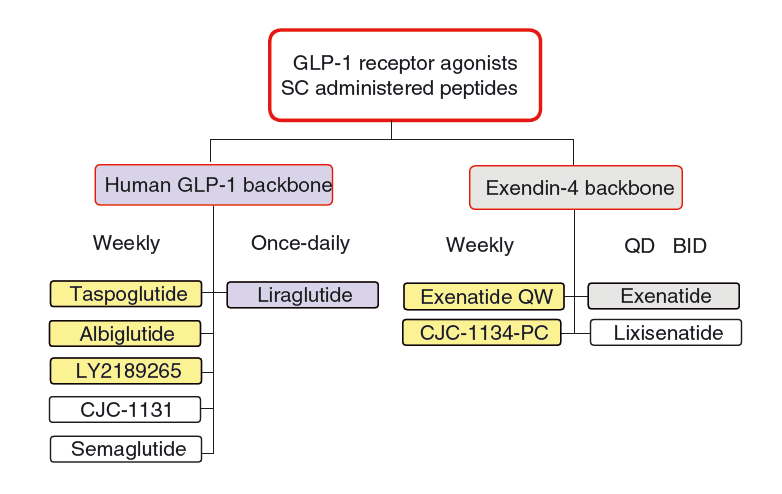 GLP-1 receptor agonists
SC administered peptides
Human GLP-1 backbone
Exendin-4 backbone
Weekly
Once-daily
Weekly
QD BID
Taspoglutide
Liraglutide
Exenatide QW
Exenatide
Albiglutide
CJC-1134-PC
Lixisenatide
LY2189265
CJC-1131
Semaglutide